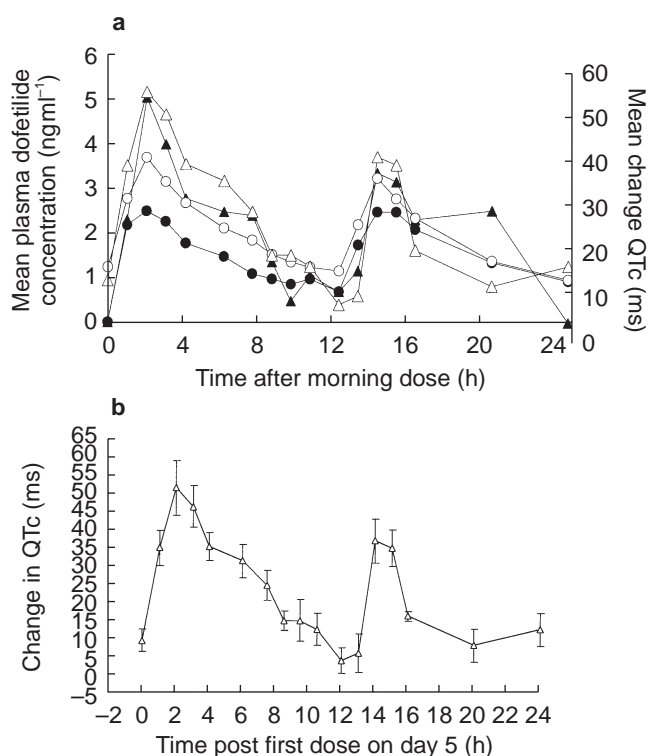 a
6
5
4
3
2
1
0
Mean plasma dofetilide
concentration (ngml⁻¹)
60
50
40
30
20
10
0
Mean change QTc
(ms)
0 4 8 12 16 20 24
Time after morning dose (h)
b
65
60
55
50
45
40
35
30
25
20
15
10
5
0
–5
Change in QTc (ms)
–2 0 2 4 6 8 10 12 14 16 18 20 22 24
Time post first dose on day 5 (h)